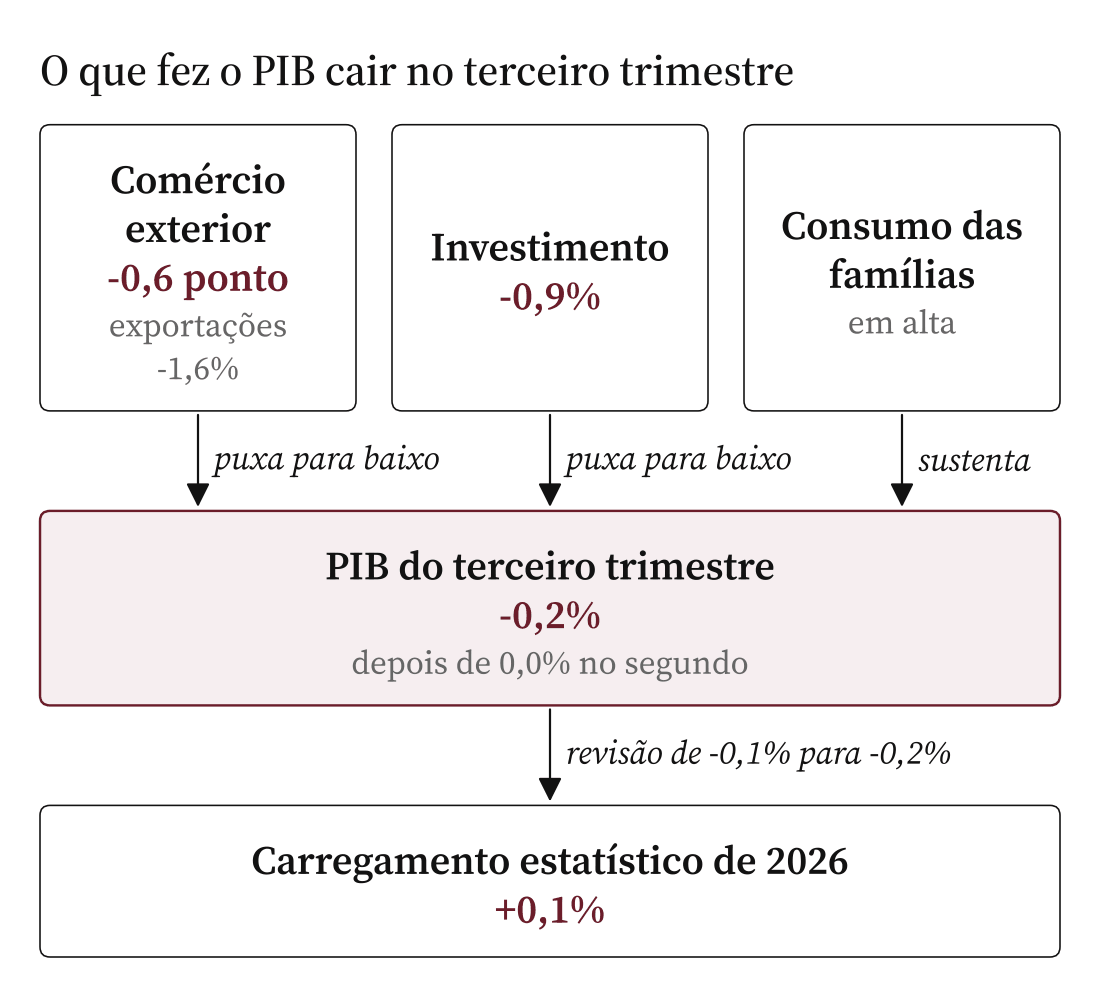 O que fez o PIB cair no terceiro trimestre
Comércio
exterior
-0,6 ponto
exportações
-1,6%
Investimento
-0,9%
Consumo das
famílias
em alta
puxa para baixo
puxa para baixo
sustenta
PIB do terceiro trimestre
-0,2%
depois de 0,0% no segundo
revisão de -0,1% para -0,2%
Carregamento estatístico de 2026
+0,1%